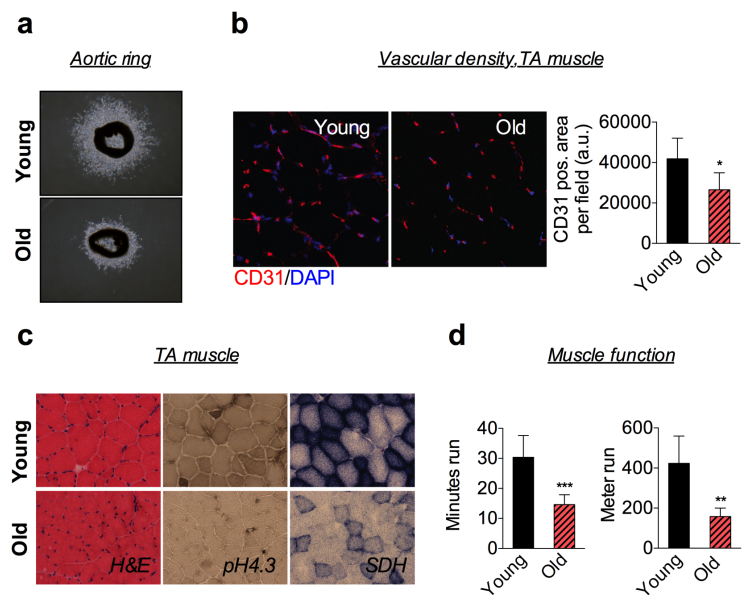 a
Aortic ring
Young
Old
b
Vascular density,TA muscle
Young
Old
CD31/DAPI
CD31 pos. area
per field (a.u.)
60000
40000
20000
0
*
Young
Old
c
TA muscle
Young
Old
H&E
pH4.3
SDH
d
Muscle function
Minutes run
40
30
20
10
0
***
Young
Old
Meter run
600
400
200
0
**
Young
Old